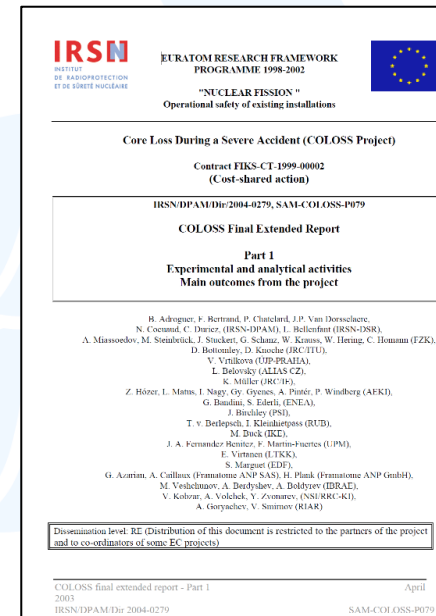 IRSN
INSTITUT
DE RADIOPROTECTION
ET DE SÛRETÉ NUCLÉAIRE
EURATOM RESEARCH FRAMEWORK
PROGRAMME 1998-2002
"NUCLEAR FISSION "
Operational safety of existing installations
Core Loss During a Severe Accident (COLOSS Project)
Contract FIKS-CT-1999-00002
(Cost-shared action)
IRSN/DPAM/Dir/2004-0279, SAM-COLOSS-P079
COLOSS Final Extended Report
Part 1
Experimental and analytical activities
Main outcomes from the project
B. Adroguer, F. Bertrand, P. Chatelard, J.P. Van Dorsselaere,
N. Cocuaud, C. Duriez, (IRSN-DPAM), L. Bellenfant (IRSN-DSR),
A. Miassoedov, M. Steinbrück, J. Stuckert, G. Schanz, W. Krauss, W. Hering, C. Homann (FZK),
D. Bottomley, D. Knoche (JRC/ITU),
V. Vrtilkova (ÚJP-PRAHA),
L. Belovsky (ALIAS CZ),
K. Müller (JRC/IE),
Z. Hózer, L. Matus, I. Nagy, Gy. Gyenes, A. Pintér, P. Windberg (AEKI),
G. Bandini, S. Ederli, (ENEA),
J. Birchley (PSI),
T. v. Berlepsch, I. Kleinhietpass (RUB),
M. Buck (IKE),
J. A. Fernandez Benitez, F. Martin-Fuertes (UPM),
E. Virtanen (LTKK),
S. Marguet (EDF),
G. Azarian, A. Caillaux (Framatome ANP SAS), H. Plank (Framatome ANP GmbH),
M. Veshchunov, A. Berdyshev, A. Boldyrev (IBRAE),
V. Kobzar, A. Volchek, Y. Zvonarev, (NSI/RRC-KI),
A. Goryachev, V. Smirnov (RIAR)
Dissemination level: RE (Distribution of this document is restricted to the partners of the project
and to co-ordinators of some EC projects)
COLOSS final extended report - Part 1 April
2003
IRSN/DPAM/Dir 2004-0279 SAM-COLOSS-P079